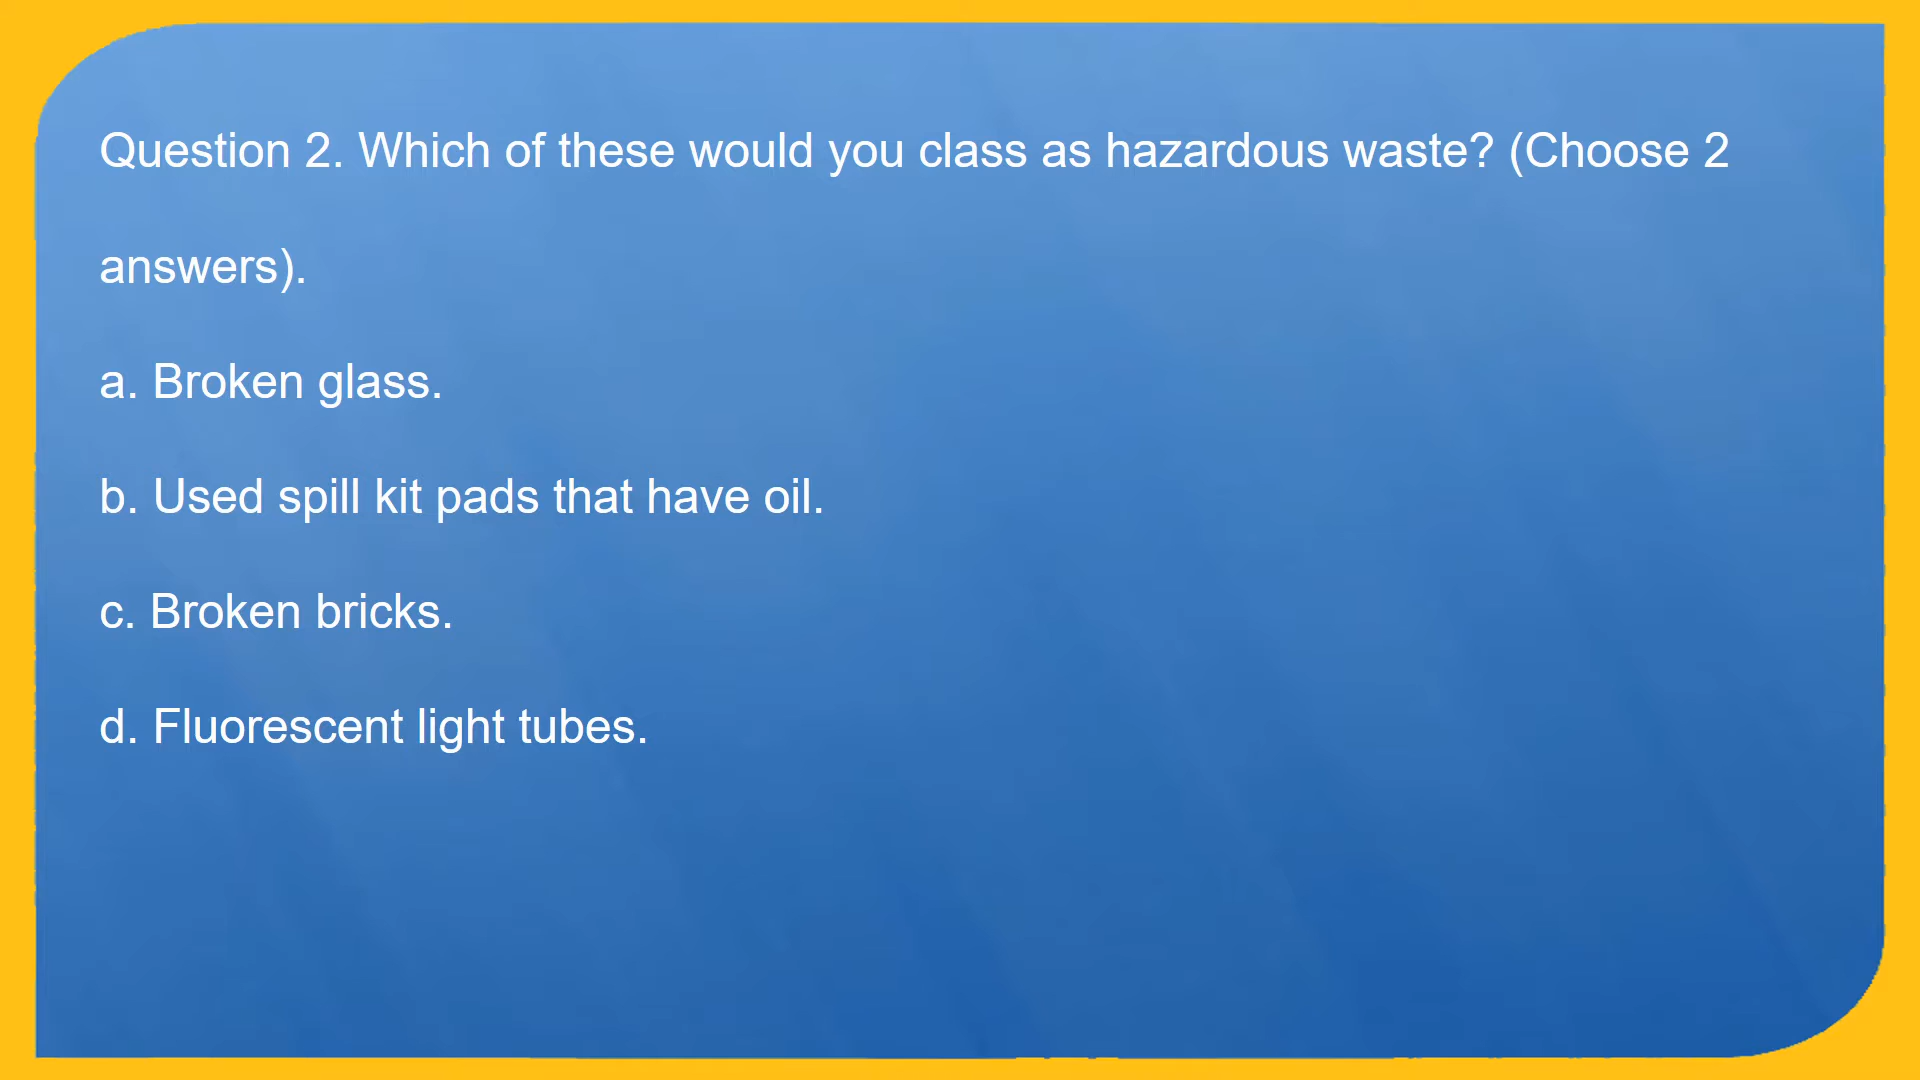 Question 2. Which of these would you class as hazardous waste? (Choose 2
answers).
a. Broken glass.
b. Used spill kit pads that have oil.
c. Broken bricks.
d. Fluorescent light tubes.